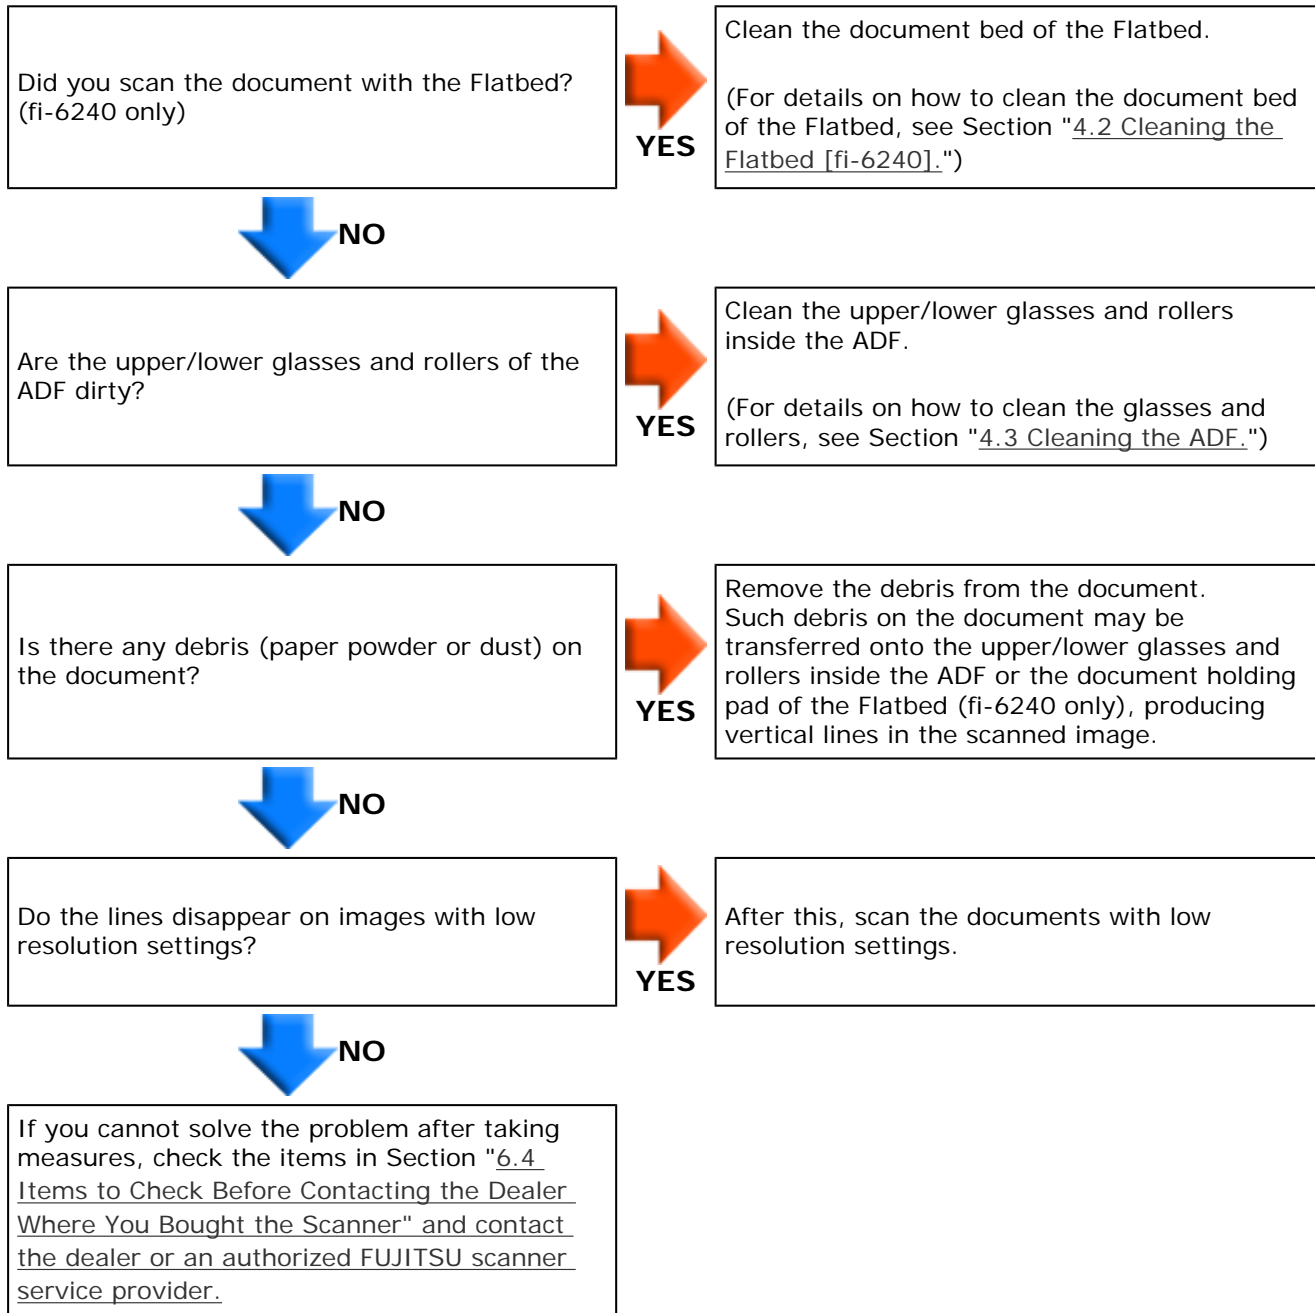 Did you scan the document with the Flatbed?
(fi-6240 only)
YES
Clean the document bed of the Flatbed.
(For details on how to clean the document bed
of the Flatbed, see Section "4.2 Cleaning the
Flatbed [fi-6240].")
NO
Are the upper/lower glasses and rollers of the
ADF dirty?
YES
Clean the upper/lower glasses and rollers
inside the ADF.
(For details on how to clean the glasses and
rollers, see Section "4.3 Cleaning the ADF.")
NO
Is there any debris (paper powder or dust) on
the document?
YES
Remove the debris from the document.
Such debris on the document may be
transferred onto the upper/lower glasses and
rollers inside the ADF or the document holding
pad of the Flatbed (fi-6240 only), producing
vertical lines in the scanned image.
NO
Do the lines disappear on images with low
resolution settings?
YES
After this, scan the documents with low
resolution settings.
NO
If you cannot solve the problem after taking
measures, check the items in Section "6.4
Items to Check Before Contacting the Dealer
Where You Bought the Scanner" and contact
the dealer or an authorized FUJITSU scanner
service provider.